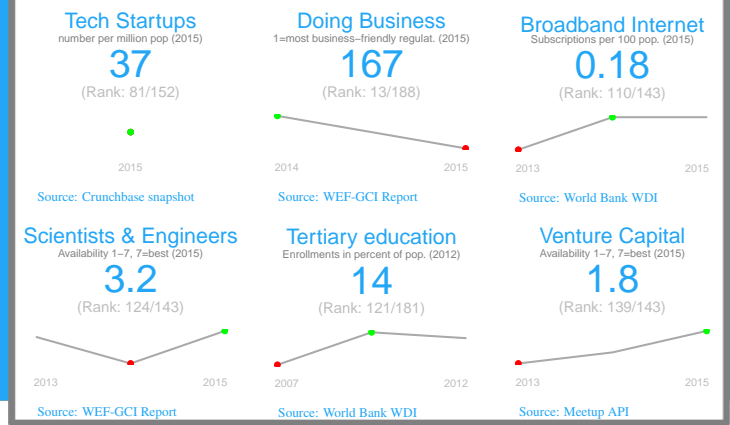 Tech Startups
number per million pop (2015)
37
(Rank: 81/152)
2015
Source: Crunchbase snapshot
Doing Business
1=most business−friendly regulat. (2015)
167
(Rank: 13/188)
2014 2015
Source: WEF-GCI Report
Broadband Internet
Subscriptions per 100 pop. (2015)
0.18
(Rank: 110/143)
2013 2015
Source: World Bank WDI
Scientists & Engineers
Availability 1−7, 7=best (2015)
3.2
(Rank: 124/143)
2013 2015
Source: WEF-GCI Report
Tertiary education
Enrollments in percent of pop. (2012)
14
(Rank: 121/181)
2007 2012
Source: World Bank WDI
Venture Capital
Availability 1−7, 7=best (2015)
1.8
(Rank: 139/143)
2013 2015
Source: Meetup API